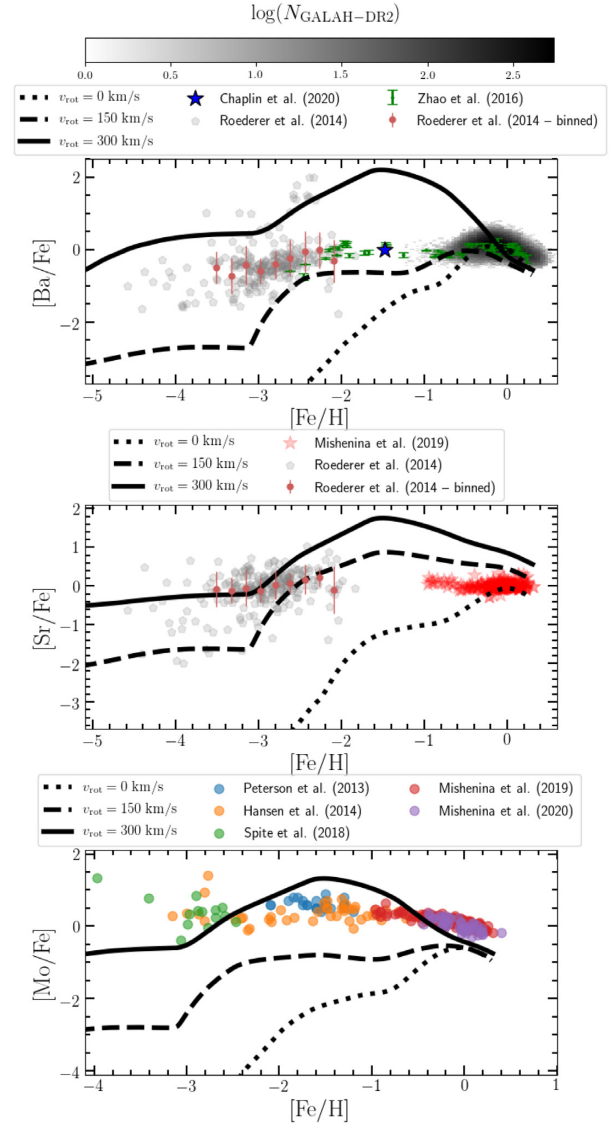 log(N_GALAH−DR2)
0.0 0.5 1.0 1.5 2.0 2.5
v_rot = 0 km/s Chaplin et al. (2020) Zhao et al. (2016)
v_rot = 150 km/s Roederer et al. (2014) Roederer et al. (2014 − binned)
v_rot = 300 km/s
2
0
−2
[Ba/Fe]
−5 −4 −3 −2 −1 0
[Fe/H]
v_rot = 0 km/s Mishenina et al. (2019)
v_rot = 150 km/s Roederer et al. (2014)
v_rot = 300 km/s Roederer et al. (2014 − binned)
2
1
0
−1
−2
−3
[Sr/Fe]
−5 −4 −3 −2 −1 0
[Fe/H]
v_rot = 0 km/s Peterson et al. (2013) Mishenina et al. (2019)
v_rot = 150 km/s Hansen et al. (2014) Mishenina et al. (2020)
v_rot = 300 km/s Spite et al. (2018)
2
0
−2
−4
[Mo/Fe]
−4 −3 −2 −1 0 1
[Fe/H]